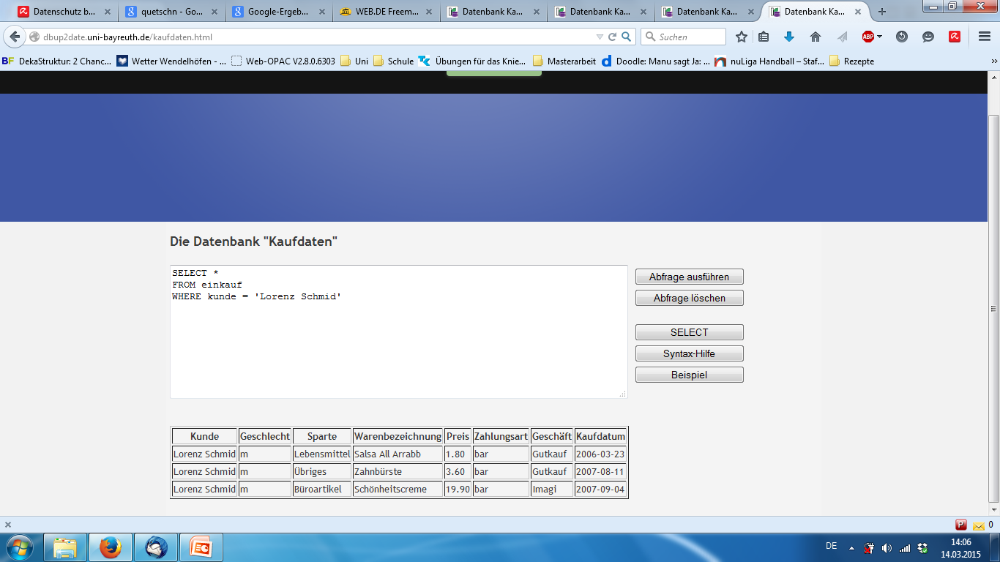 Datenschutz b...
quetschn - Go...
Google-Ergeb...
WEB.DE Freem...
Datenbank Ka...
Datenbank Ka...
Datenbank Ka...
Datenbank Ka...
dbup2date.uni-bayreuth.de/kaufdaten.html
Suchen
ABP
BF DekaStruktur: 2 Chanc...
Wetter Wendelhöfen - ...
Web-OPAC V2.8.0.6303
Uni
Schule
TK Übungen für das Knie...
Masterarbeit
d Doodle: Manu sagt Ja: ...
nuLiga Handball – Staf...
Rezepte
Die Datenbank "Kaufdaten"
SELECT *
FROM einkauf
WHERE kunde = 'Lorenz Schmid'
Abfrage ausführen
Abfrage löschen
SELECT
Syntax-Hilfe
Beispiel
Kunde Geschlecht Sparte Warenbezeichnung Preis Zahlungsart Geschäft Kaufdatum
Lorenz Schmid m Lebensmittel Salsa All Arrabb 1.80 bar Gutkauf 2006-03-23
Lorenz Schmid m Übriges Zahnbürste 3.60 bar Gutkauf 2007-08-11
Lorenz Schmid m Büroartikel Schönheitscreme 19.90 bar Imagi 2007-09-04
P 0
DE
14:06
14.03.2015